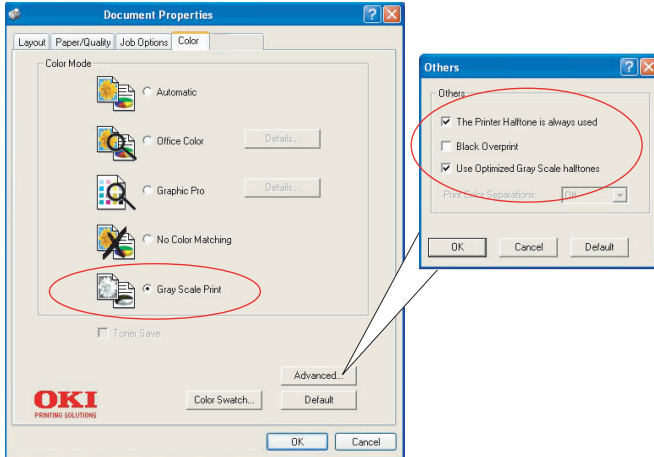 Document Properties
Layout Paper/Quality Job Options Color
Color Mode
Automatic
Office Color Details...
Graphic Pro Details...
No Color Matching
Gray Scale Print
Toner Save
Advanced...
Color Swatch... Default
OKI
PRINTING SOLUTIONS
OK Cancel
Others
Others
The Printer Halftone is always used
Black Overprint
Use Optimized Gray Scale halftones
Print Color Separations: Off
OK Cancel Default